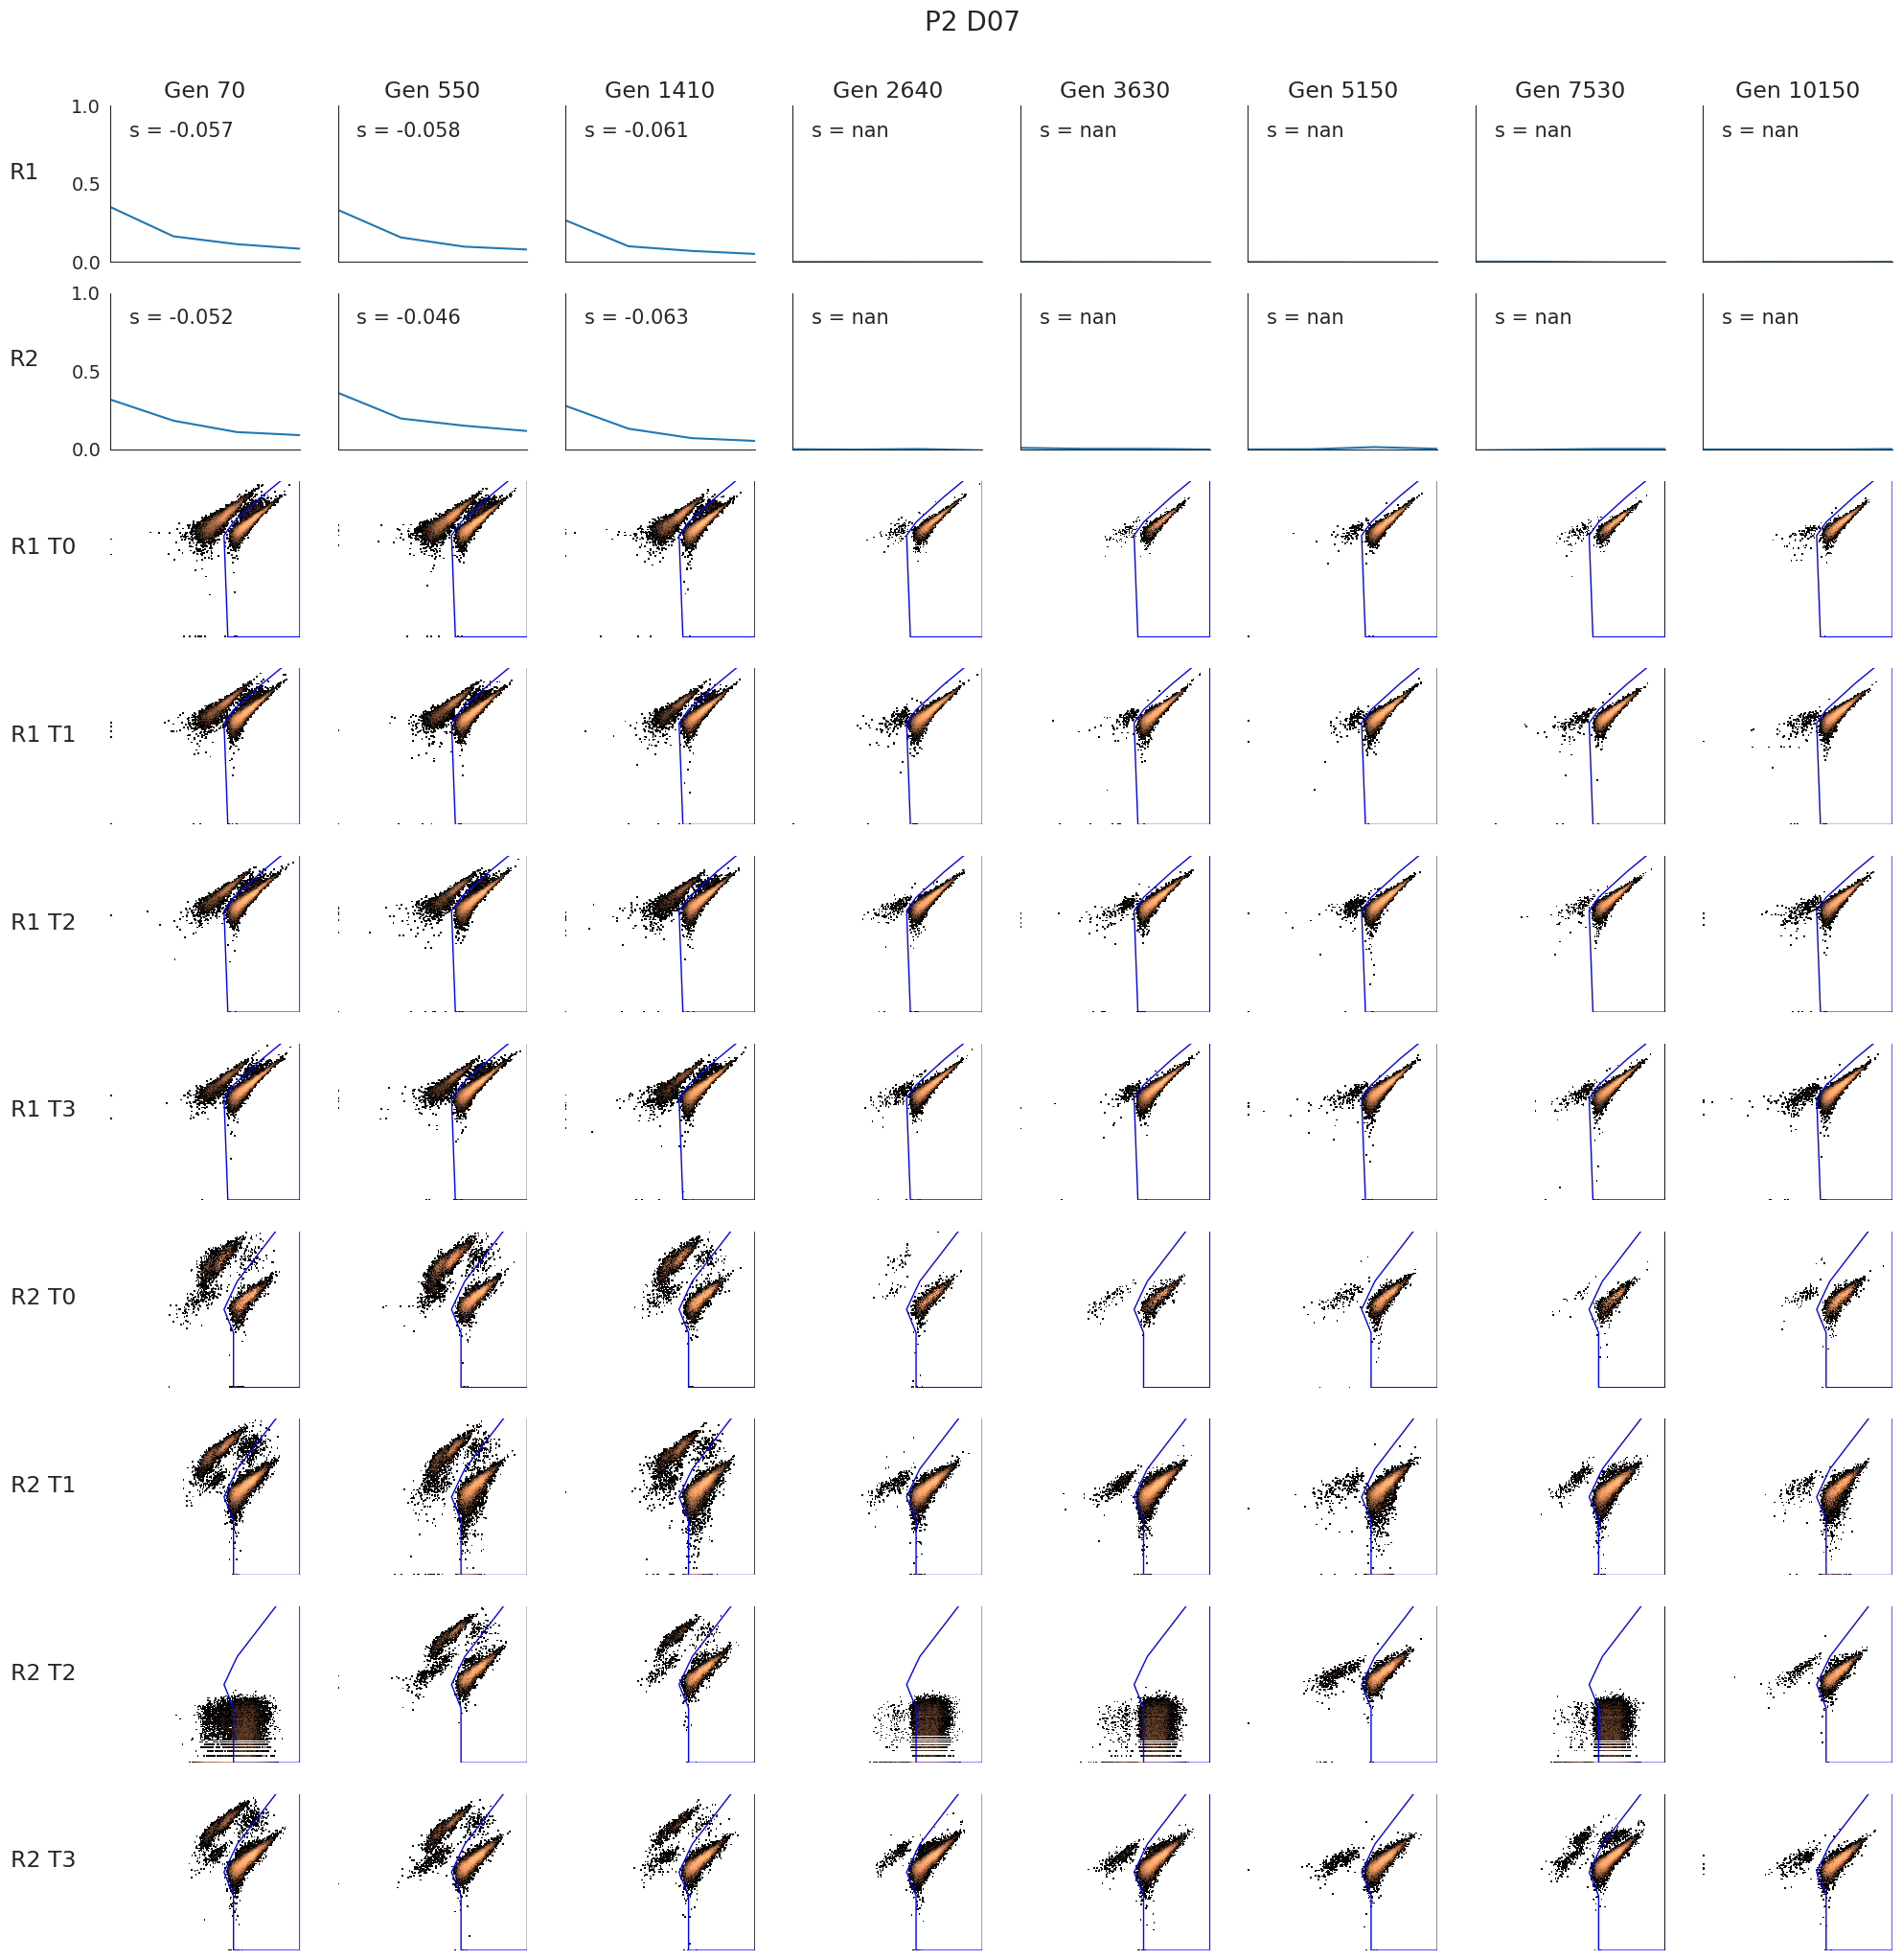 P2 D07
Gen 70 Gen 550 Gen 1410 Gen 2640 Gen 3630 Gen 5150 Gen 7530 Gen 10150
R1
1.0
0.5
0.0
s = -0.057 s = -0.058 s = -0.061 s = nan s = nan s = nan s = nan s = nan
R2
1.0
0.5
0.0
s = -0.052 s = -0.046 s = -0.063 s = nan s = nan s = nan s = nan s = nan
R1 T0
R1 T1
R1 T2
R1 T3
R2 T0
R2 T1
R2 T2
R2 T3